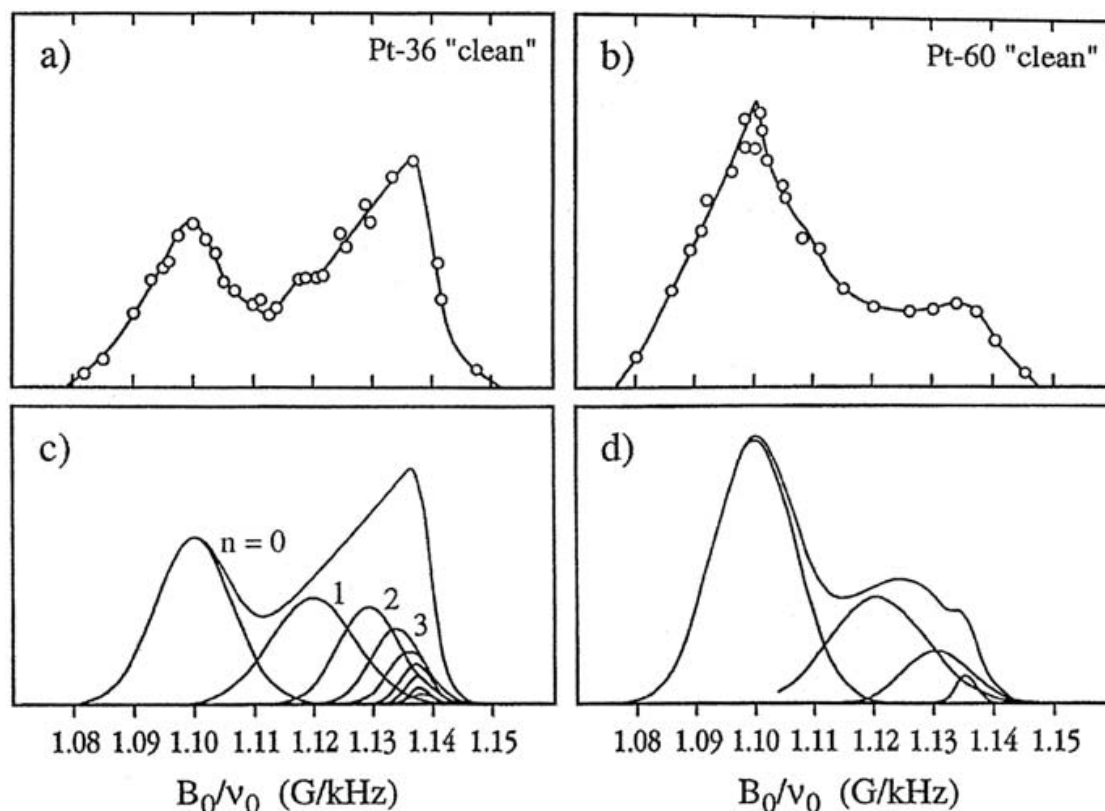 a)
Pt-36 "clean"
b)
Pt-60 "clean"
c)
n = 0
1
2
3
d)
1.08 1.09 1.10 1.11 1.12 1.13 1.14 1.15
1.08 1.09 1.10 1.11 1.12 1.13 1.14 1.15
B₀/ν₀ (G/kHz)
B₀/ν₀ (G/kHz)